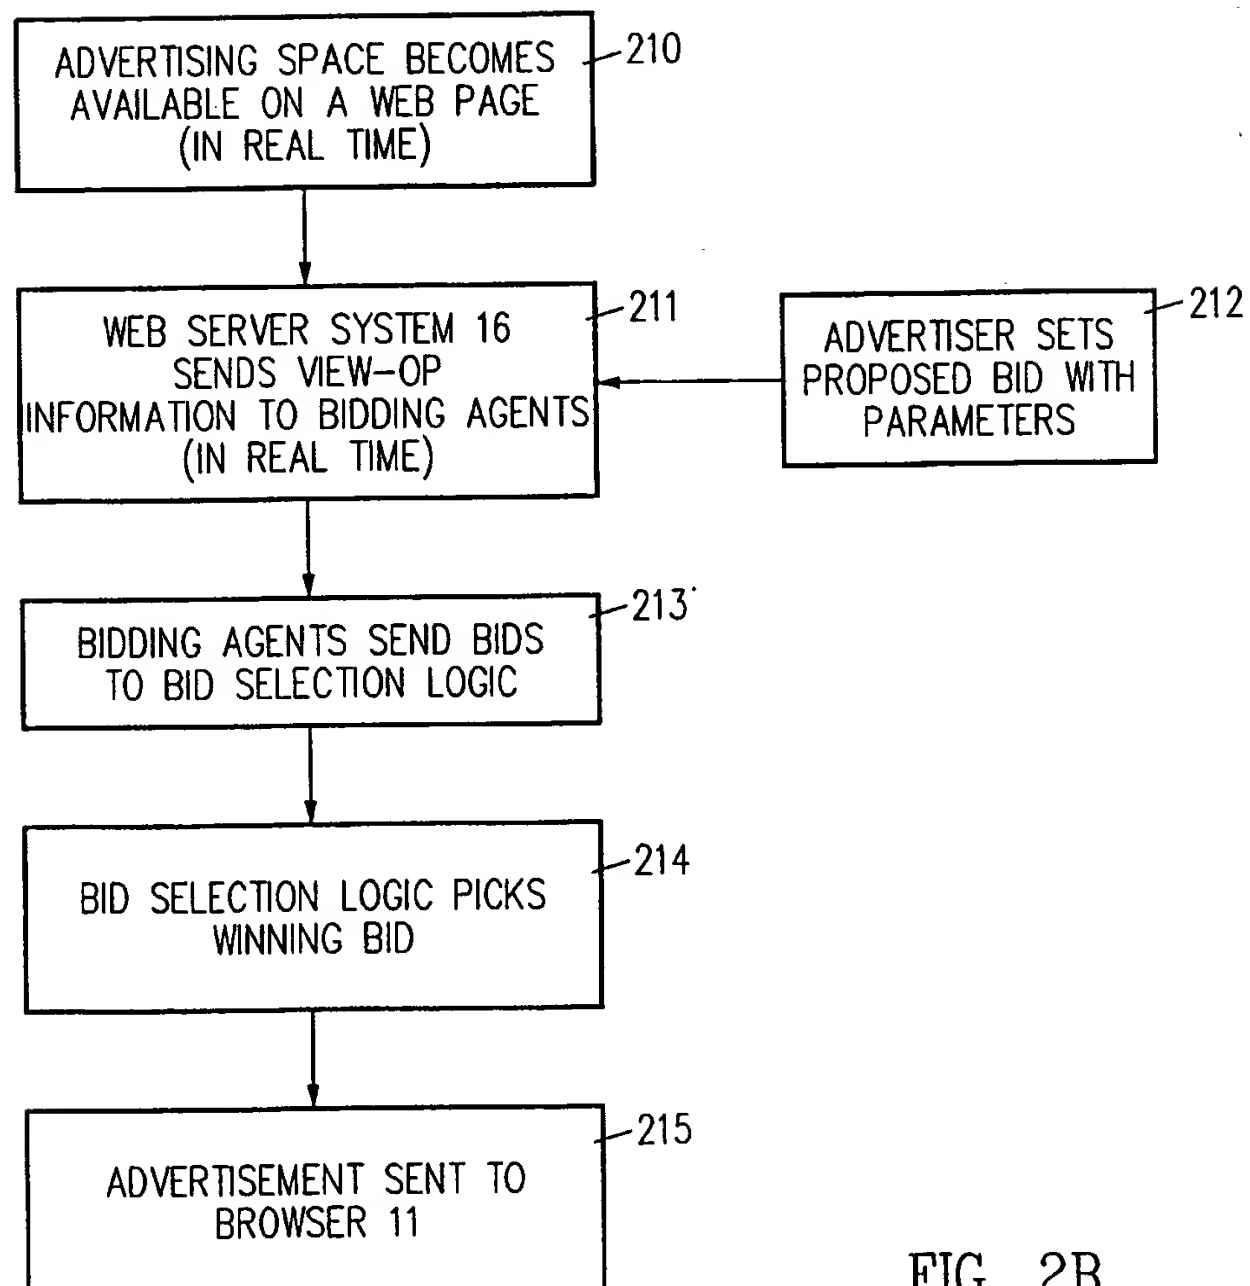 ADVERTISING SPACE BECOMES
AVAILABLE ON A WEB PAGE
(IN REAL TIME)
210
WEB SERVER SYSTEM 16
SENDS VIEW-OP
INFORMATION TO BIDDING AGENTS
(IN REAL TIME)
211
ADVERTISER SETS
PROPOSED BID WITH
PARAMETERS
212
BIDDING AGENTS SEND BIDS
TO BID SELECTION LOGIC
213
BID SELECTION LOGIC PICKS
WINNING BID
214
ADVERTISEMENT SENT TO
BROWSER 11
215
FIG. 2B